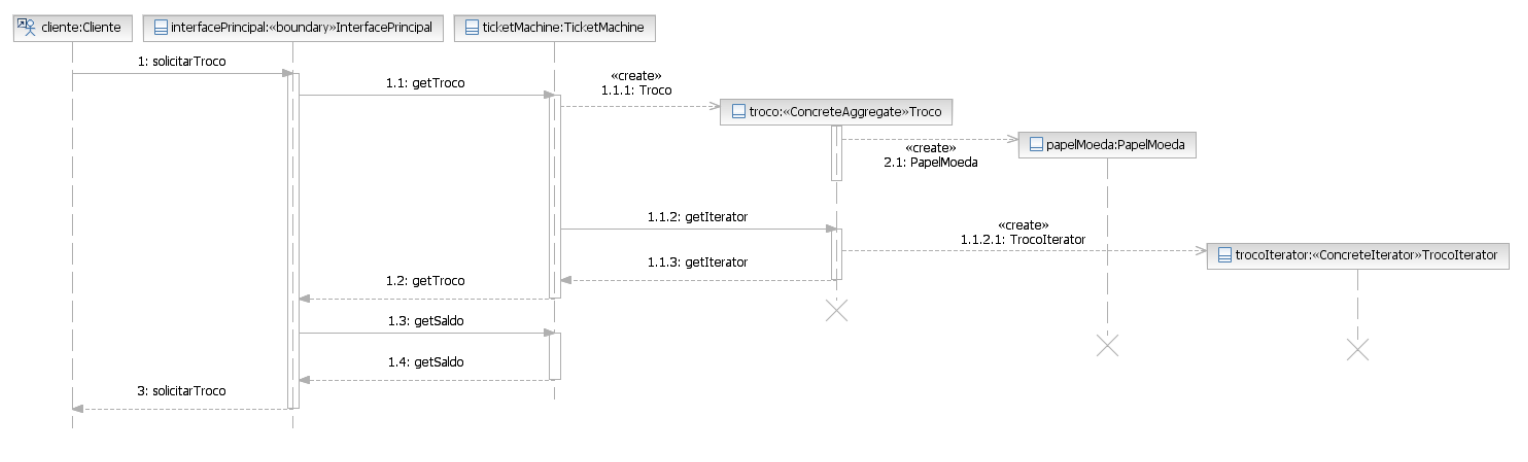 cliente:Cliente
interfacePrincipal:«boundary»InterfacePrincipal
ticketMachine:TicketMachine
1: solicitarTroco
1.1: getTroco
«create»
1.1.1: Troco
troco:«ConcreteAggregate»Troco
«create»
2.1: PapelMoeda
papelMoeda:PapelMoeda
1.1.2: getIterator
«create»
1.1.2.1: TrocoIterator
trocoIterator:«ConcreteIterator»TrocoIterator
1.1.3: getIterator
1.2: getTroco
1.3: getSaldo
1.4: getSaldo
3: solicitarTroco